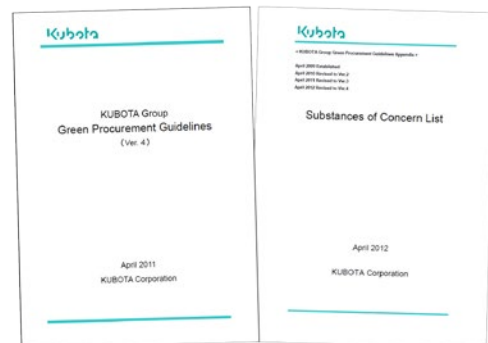 Kubota
KUBOTA Group
Green Procurement Guidelines
(Ver. 4)
April 2011
KUBOTA Corporation
Kubota
< KUBOTA Group Green Procurement Guidelines Appendix >
April 2009 Established
April 2010 Revised to Ver.2
April 2011 Revised to Ver.3
April 2012 Revised to Ver.4
Substances of Concern List
April 2012
KUBOTA Corporation